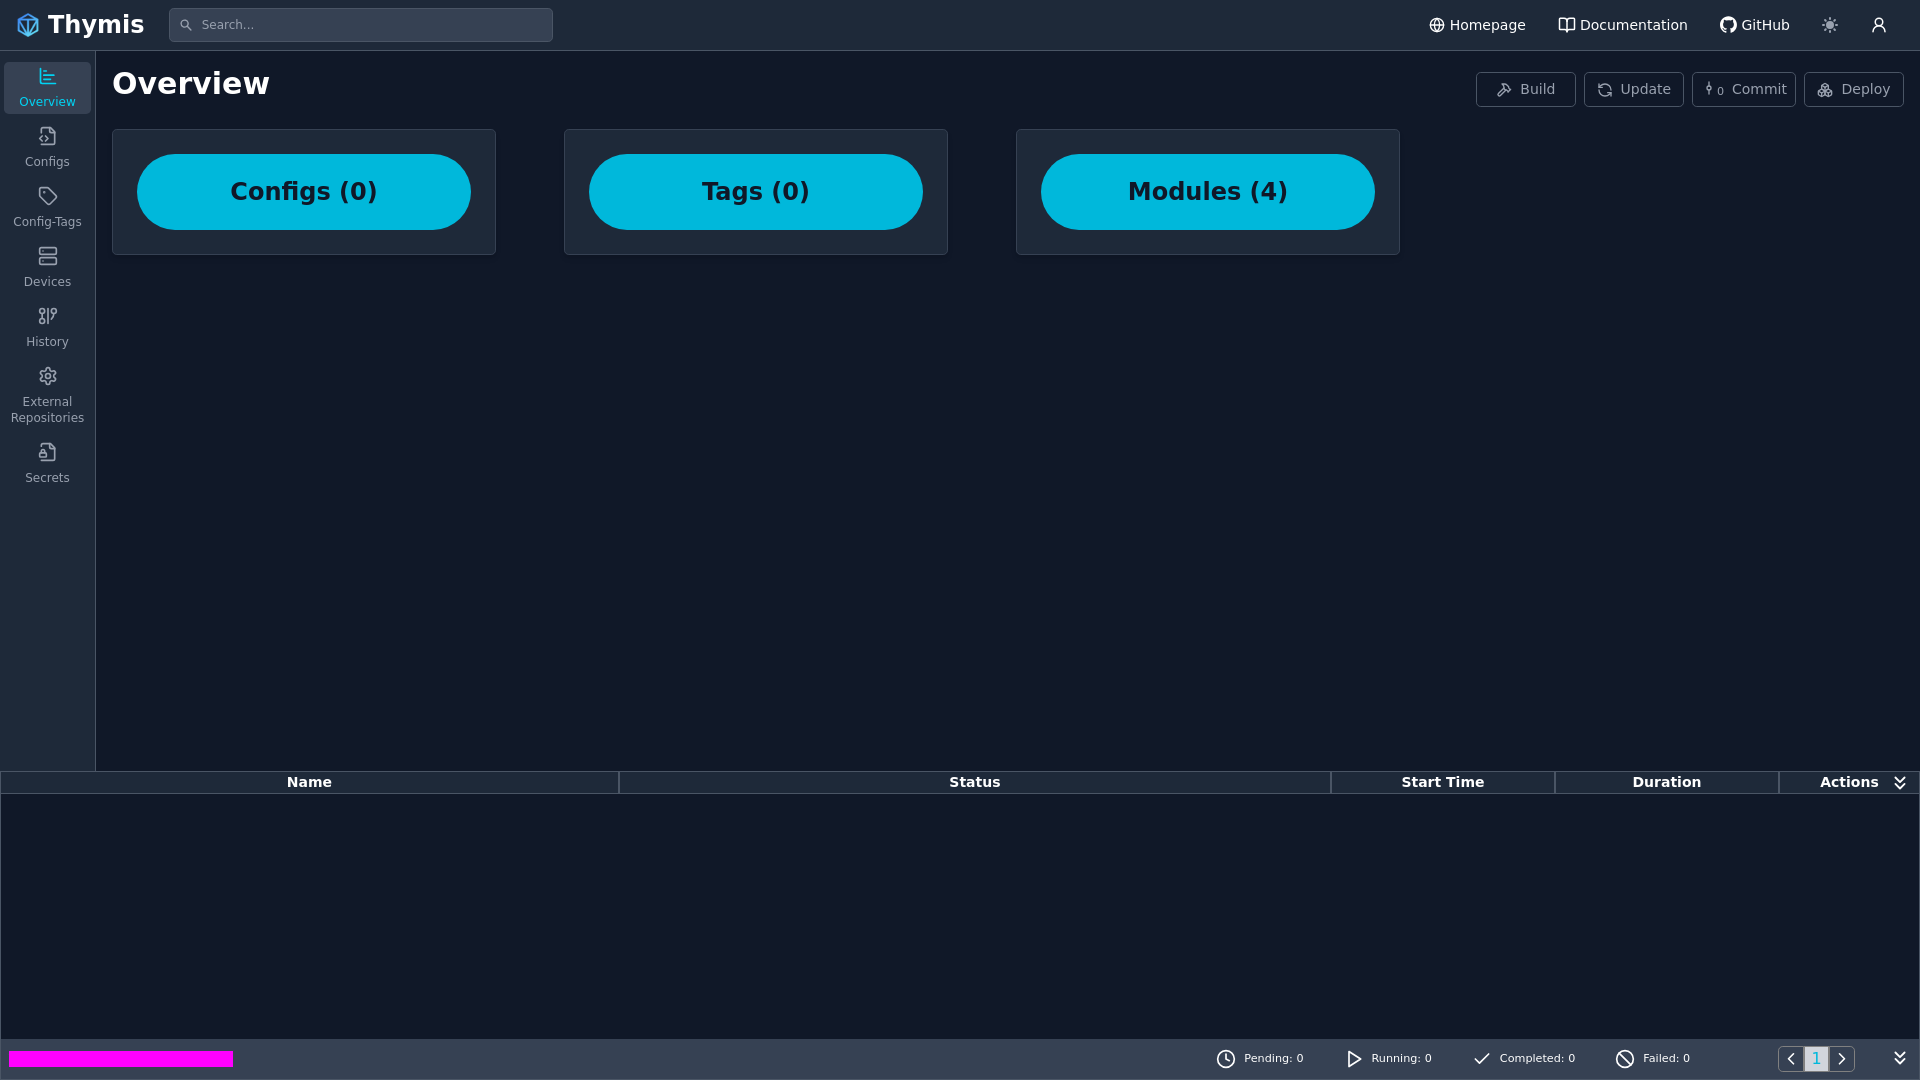 Thymis
Search...
Homepage
Documentation
GitHub
Overview
Configs
Config-Tags
Devices
History
External
Repositories
Secrets
Overview
Build
Update
0 Commit
Deploy
Configs (0)
Tags (0)
Modules (4)
Name
Status
Start Time
Duration
Actions
Pending: 0
Running: 0
Completed: 0
Failed: 0
1